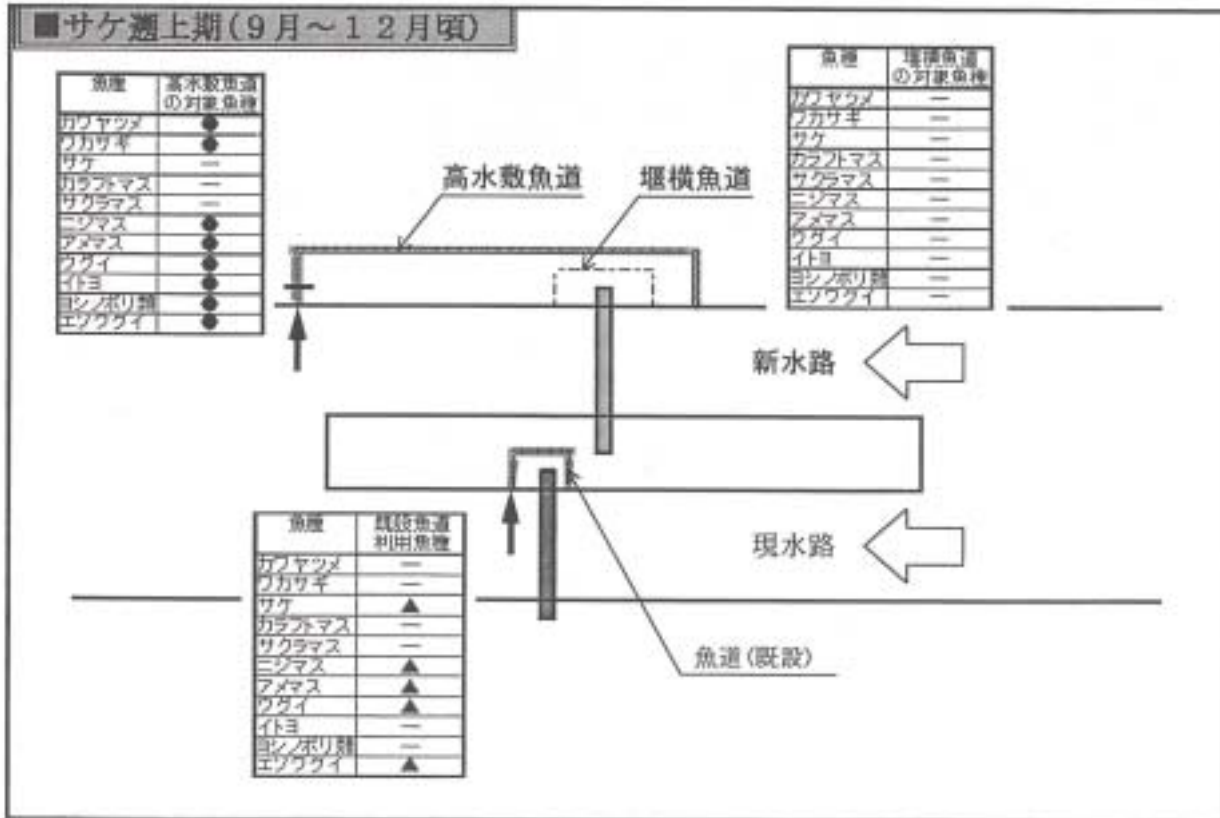 ■サケ遡上期(9月～12月頃)
魚種 高水敷魚道の対象魚種
カワヤツメ ●
ワカサギ ●
サケ －
カラフトマス －
サクラマス －
ニジマス ●
アメマス ●
ウグイ ●
イトヨ ●
ヨシノボリ類 ●
エゾウグイ ●
魚種 堰横魚道の対象魚種
カワヤツメ －
ワカサギ －
サケ －
カラフトマス －
サクラマス －
ニジマス －
アメマス －
ウグイ －
イトヨ －
ヨシノボリ類 －
エゾウグイ －
高水敷魚道
堰横魚道
新水路
現水路
魚種 既設魚道利用魚種
カワヤツメ －
ワカサギ －
サケ ▲
カラフトマス －
サクラマス －
ニジマス ▲
アメマス ▲
ウグイ ▲
イトヨ －
ヨシノボリ類 －
エゾウグイ ▲
魚道(既設)